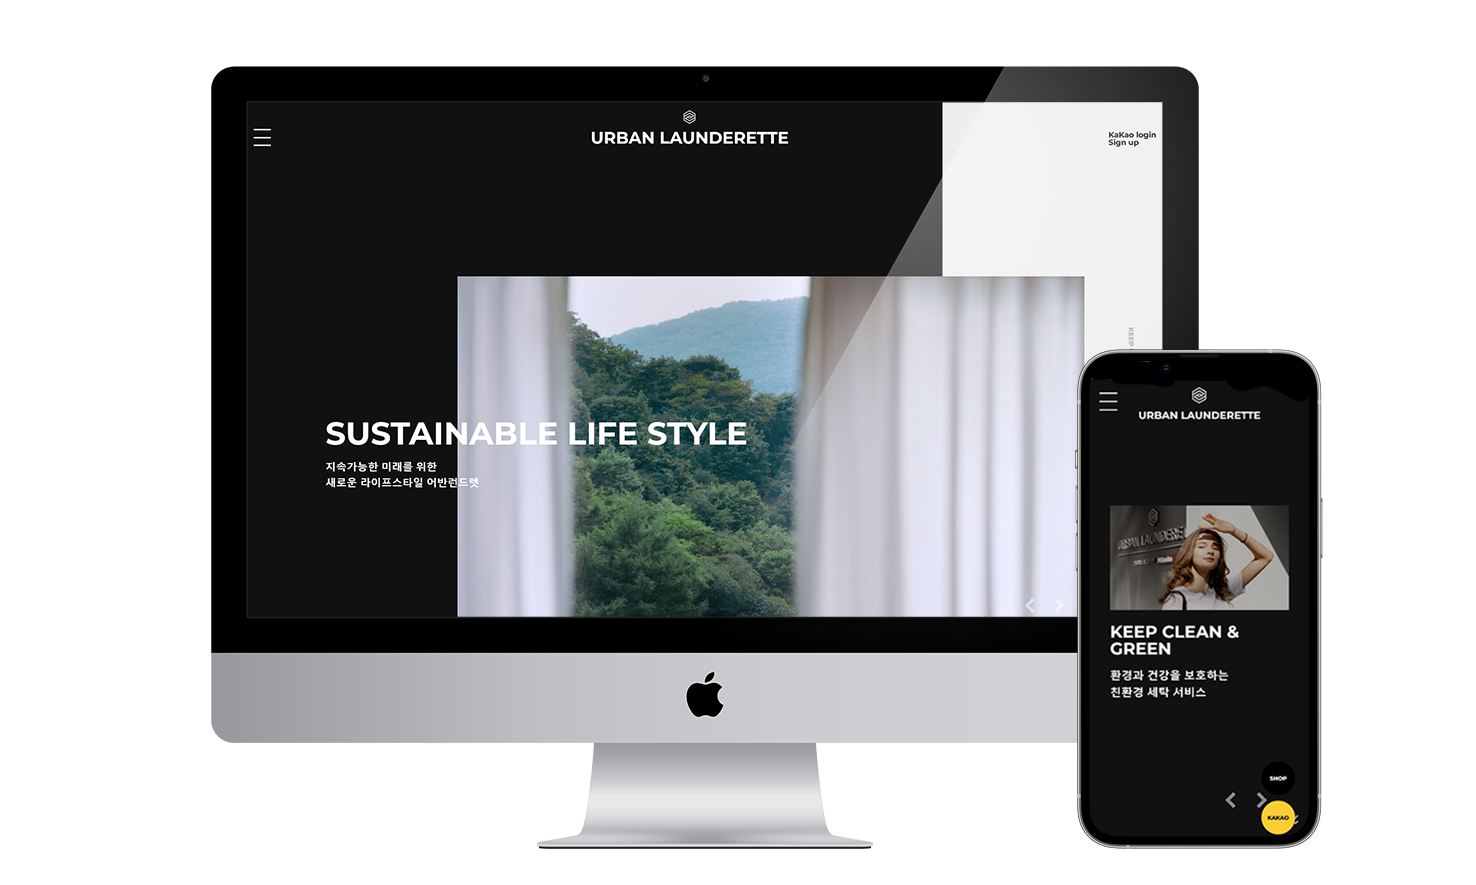 URBAN LAUNDERETTE
KaKao login
Sign up
KEEP
SUSTAINABLE LIFE STYLE
지속가능한 미래를 위한
새로운 라이프스타일 어반런드렛
URBAN LAUNDERETTE
URBAN LAUNDERE
Miele
KEEP CLEAN &
GREEN
환경과 건강을 보호하는
친환경 세탁 서비스
SHOP
KAKAO